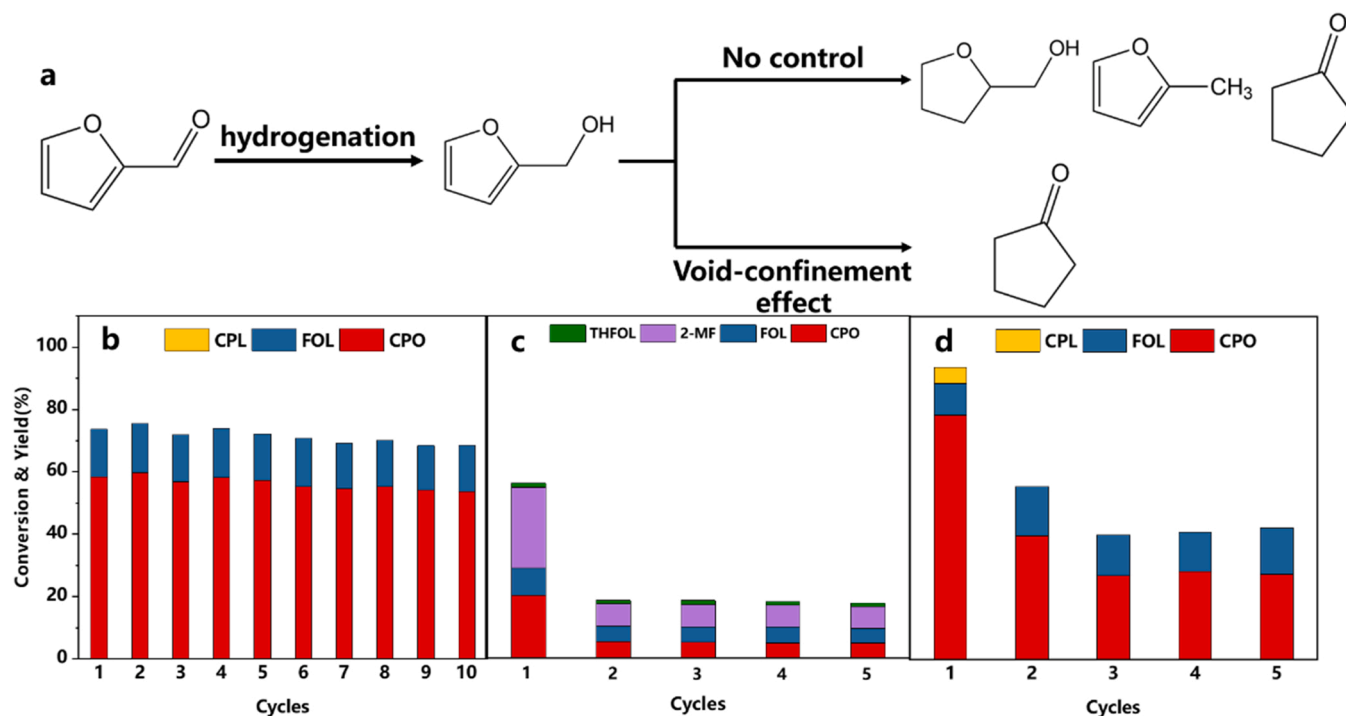 a
O
O
hydrogenation
O
OH
No control
O
OH
O
CH3
O
Void-confinement
effect
O
b
CPL FOL CPO
c
THFOL 2-MF FOL CPO
d
CPL FOL CPO
Conversion & Yield(%)
100
80
60
40
20
0
1 2 3 4 5 6 7 8 9 10
Cycles
1 2 3 4 5
Cycles
1 2 3 4 5
Cycles